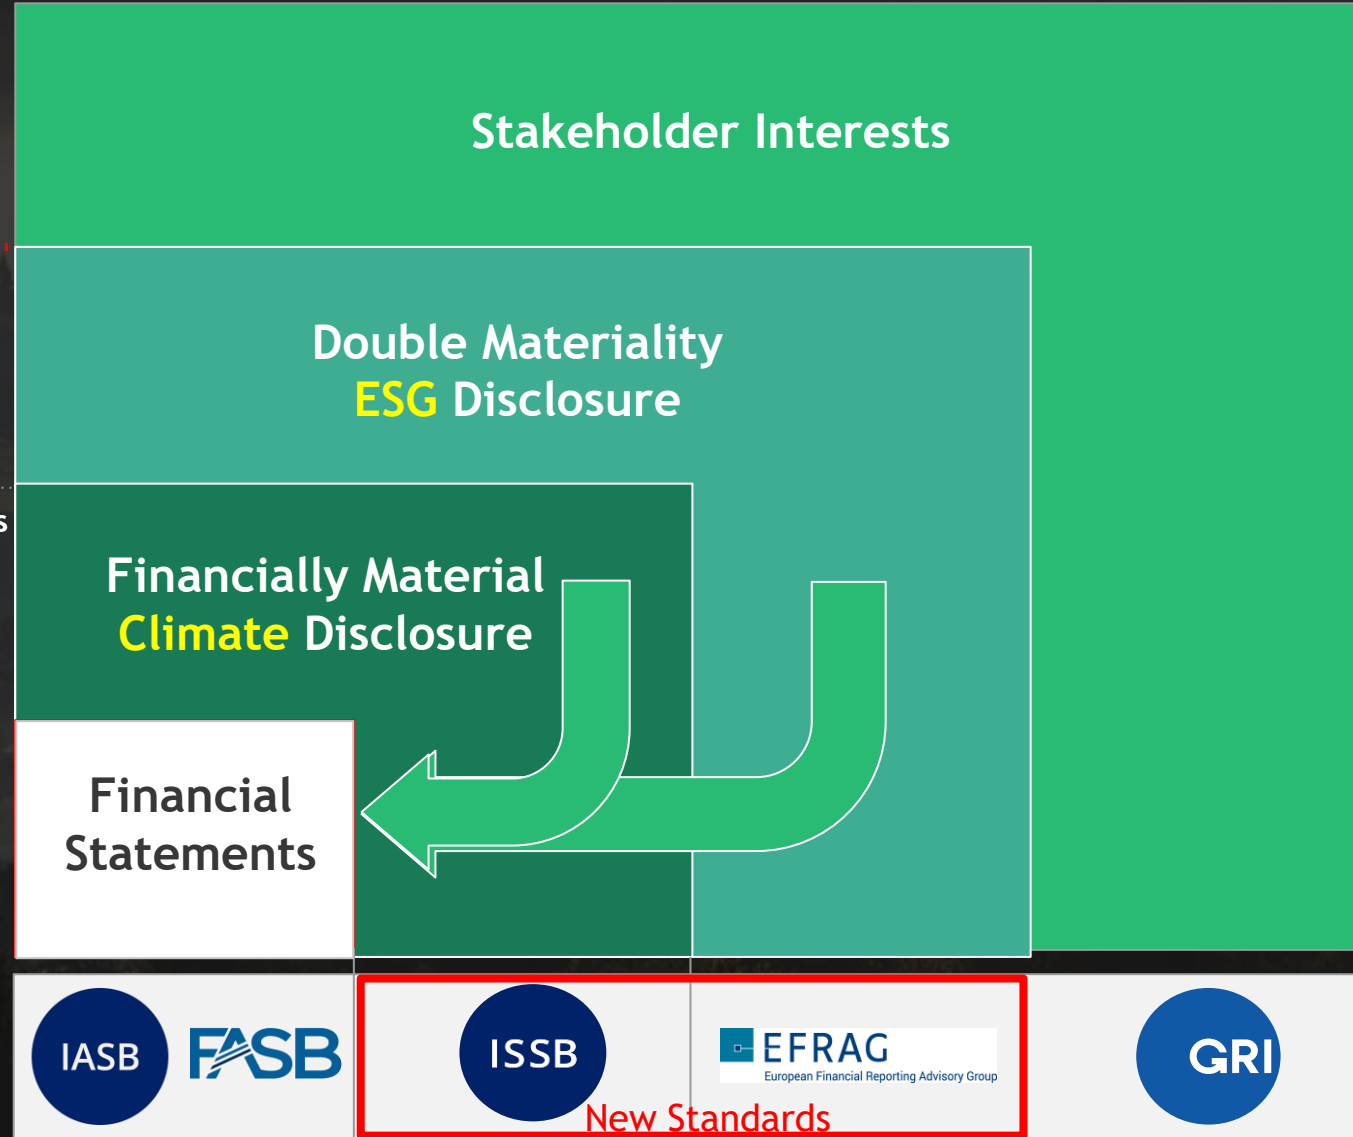 Stakeholder Interests
Double Materiality
ESG Disclosure
s
Financially Material
Climate Disclosure
Financial
Statements
IASB
FASB
ISSB
EFRAG
European Financial Reporting Advisory Group
GRI
New Standards